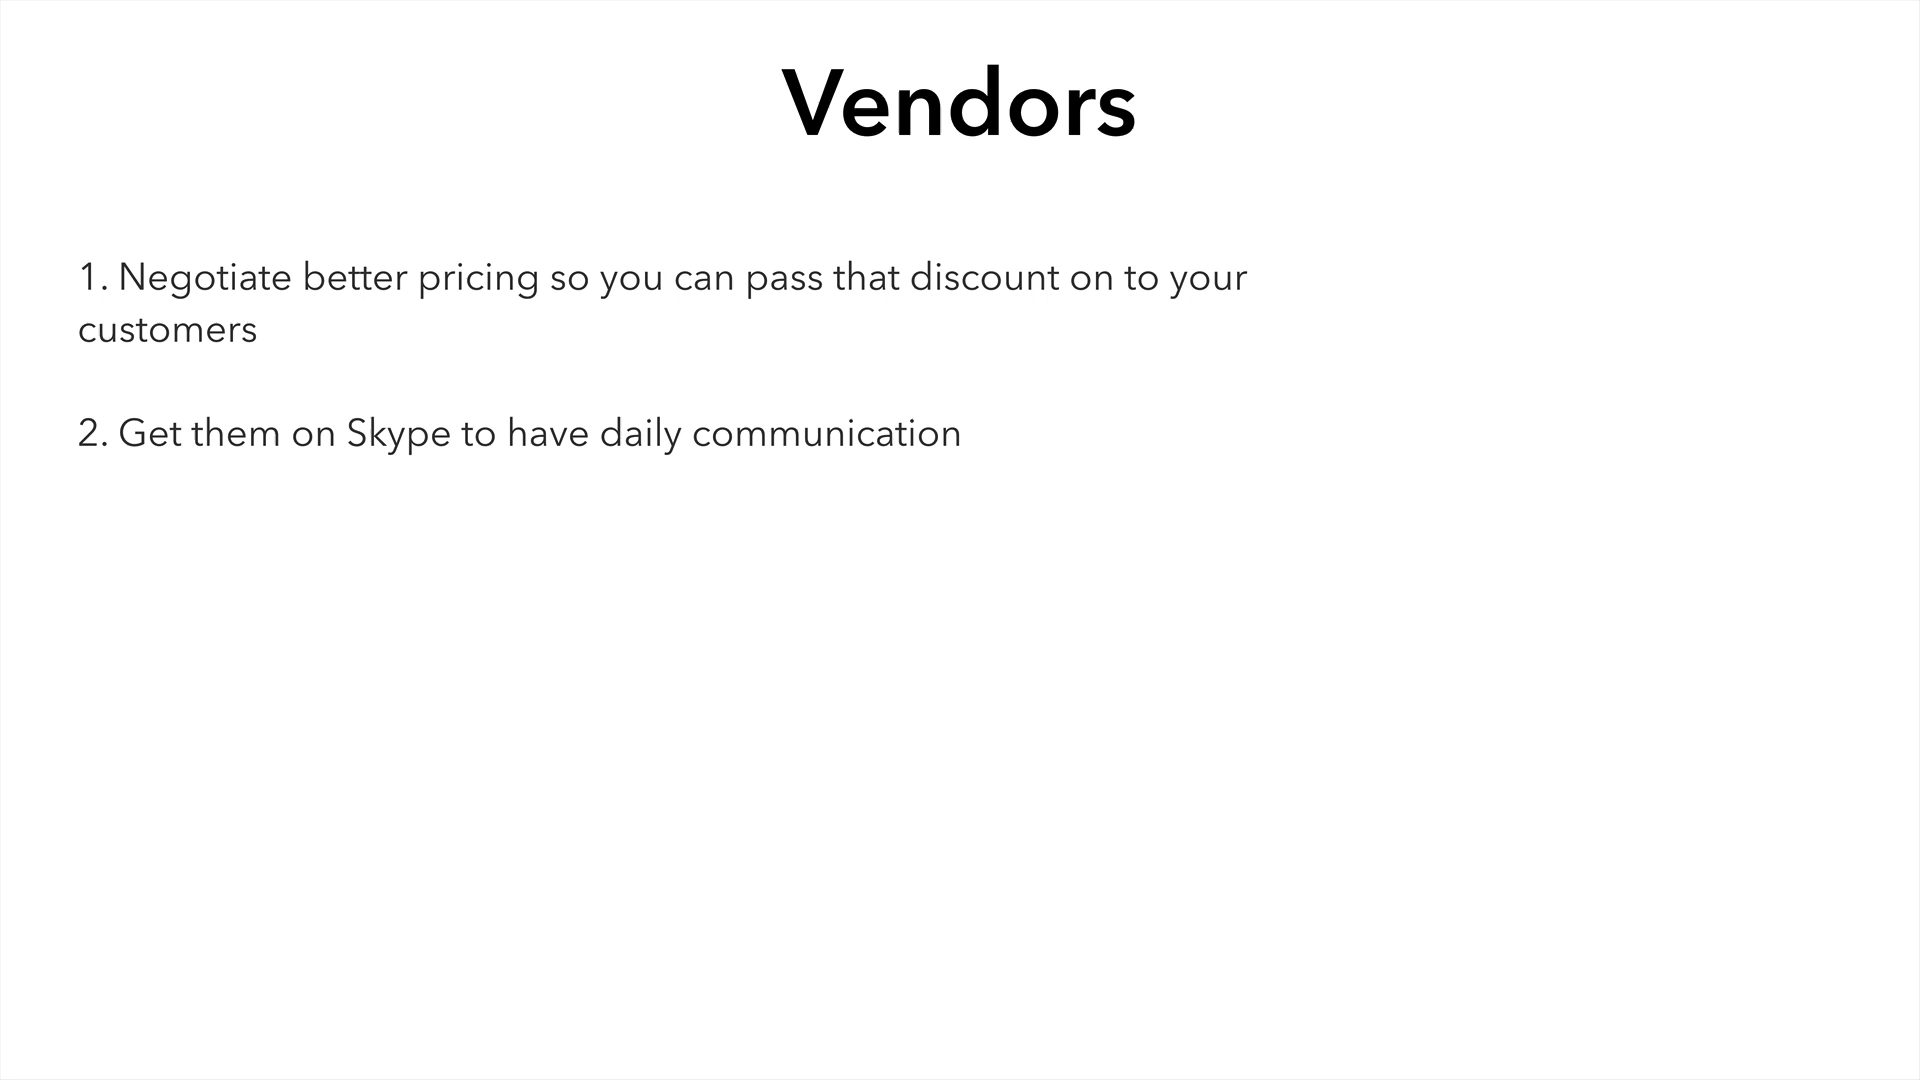 Vendors
1. Negotiate better pricing so you can pass that discount on to your
customers
2. Get them on Skype to have daily communication